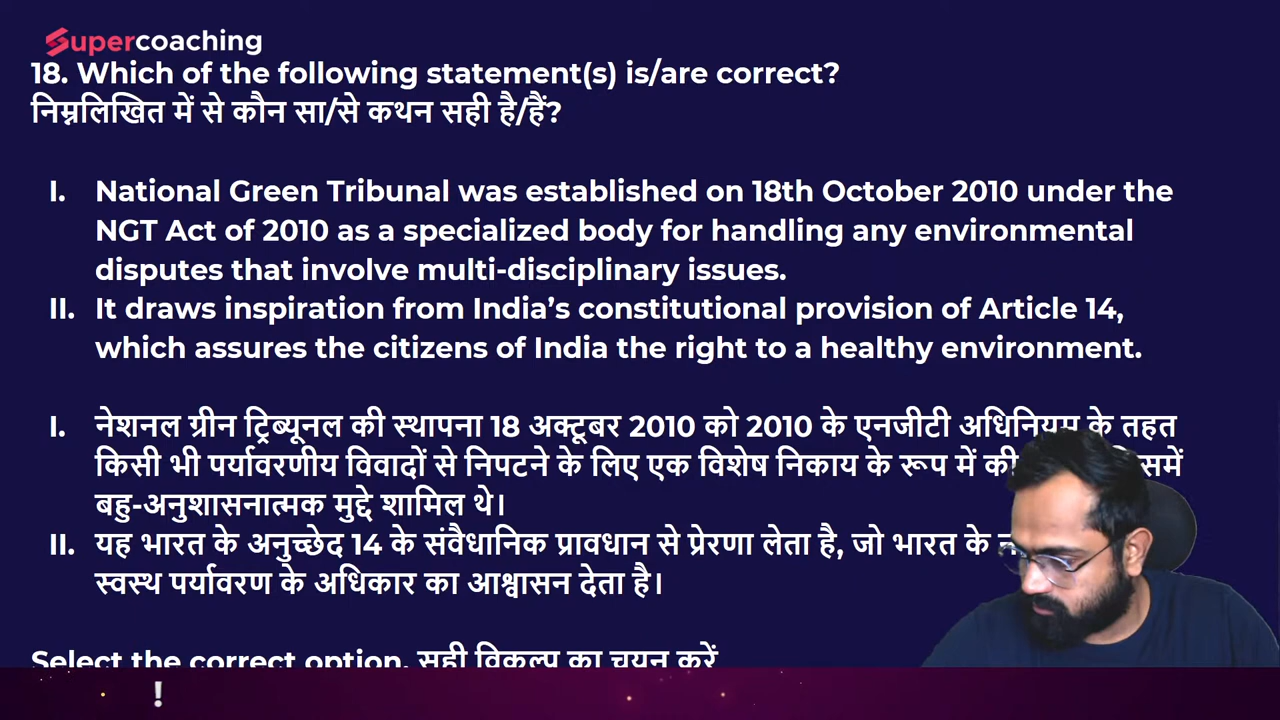 Supercoaching
18. Which of the following statement(s) is/are correct?
निम्नलिखित में से कौन सा/से कथन सही है/हैं?
I. National Green Tribunal was established on 18th October 2010 under the
NGT Act of 2010 as a specialized body for handling any environmental
disputes that involve multi-disciplinary issues.
II. It draws inspiration from India’s constitutional provision of Article 14,
which assures the citizens of India the right to a healthy environment.
I. नेशनल ग्रीन ट्रिब्यूनल की स्थापना 18 अक्टूबर 2010 को 2010 के एनजीटी अधिनियम के तहत
किसी भी पर्यावरणीय विवादों से निपटने के लिए एक विशेष निकाय के रूप में
बहु-अनुशासनात्मक मुद्दे शामिल थे।
II. यह भारत के अनुच्छेद 14 के संवैधानिक प्रावधान से प्रेरणा लेता है, जो भारत के
स्वस्थ पर्यावरण के अधिकार का आश्वासन देता है।
Select the correct option. सही विकल्प का चयन करें
!